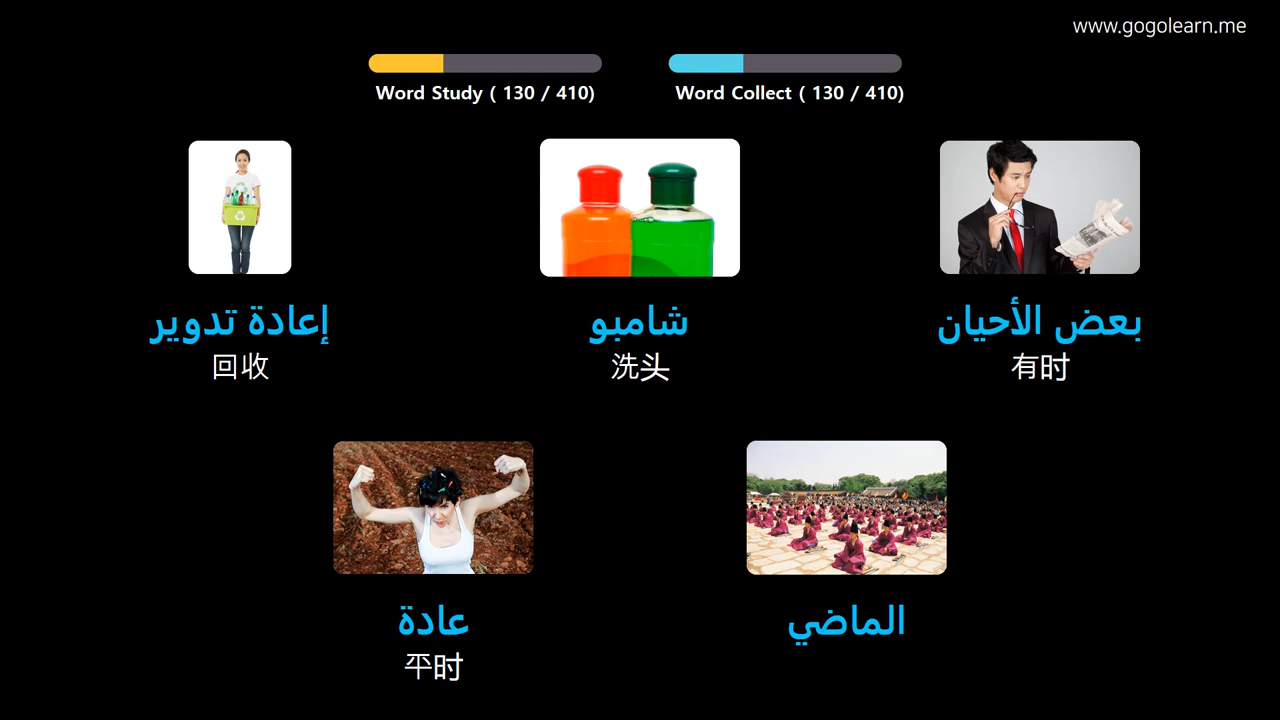 www.gogolearn.me
Word Study ( 130 / 410)
Word Collect ( 130 / 410)
إعادة تدوير
回收
شامبو
洗头
بعض الأحيان
有时
عادة
平时
الماضي